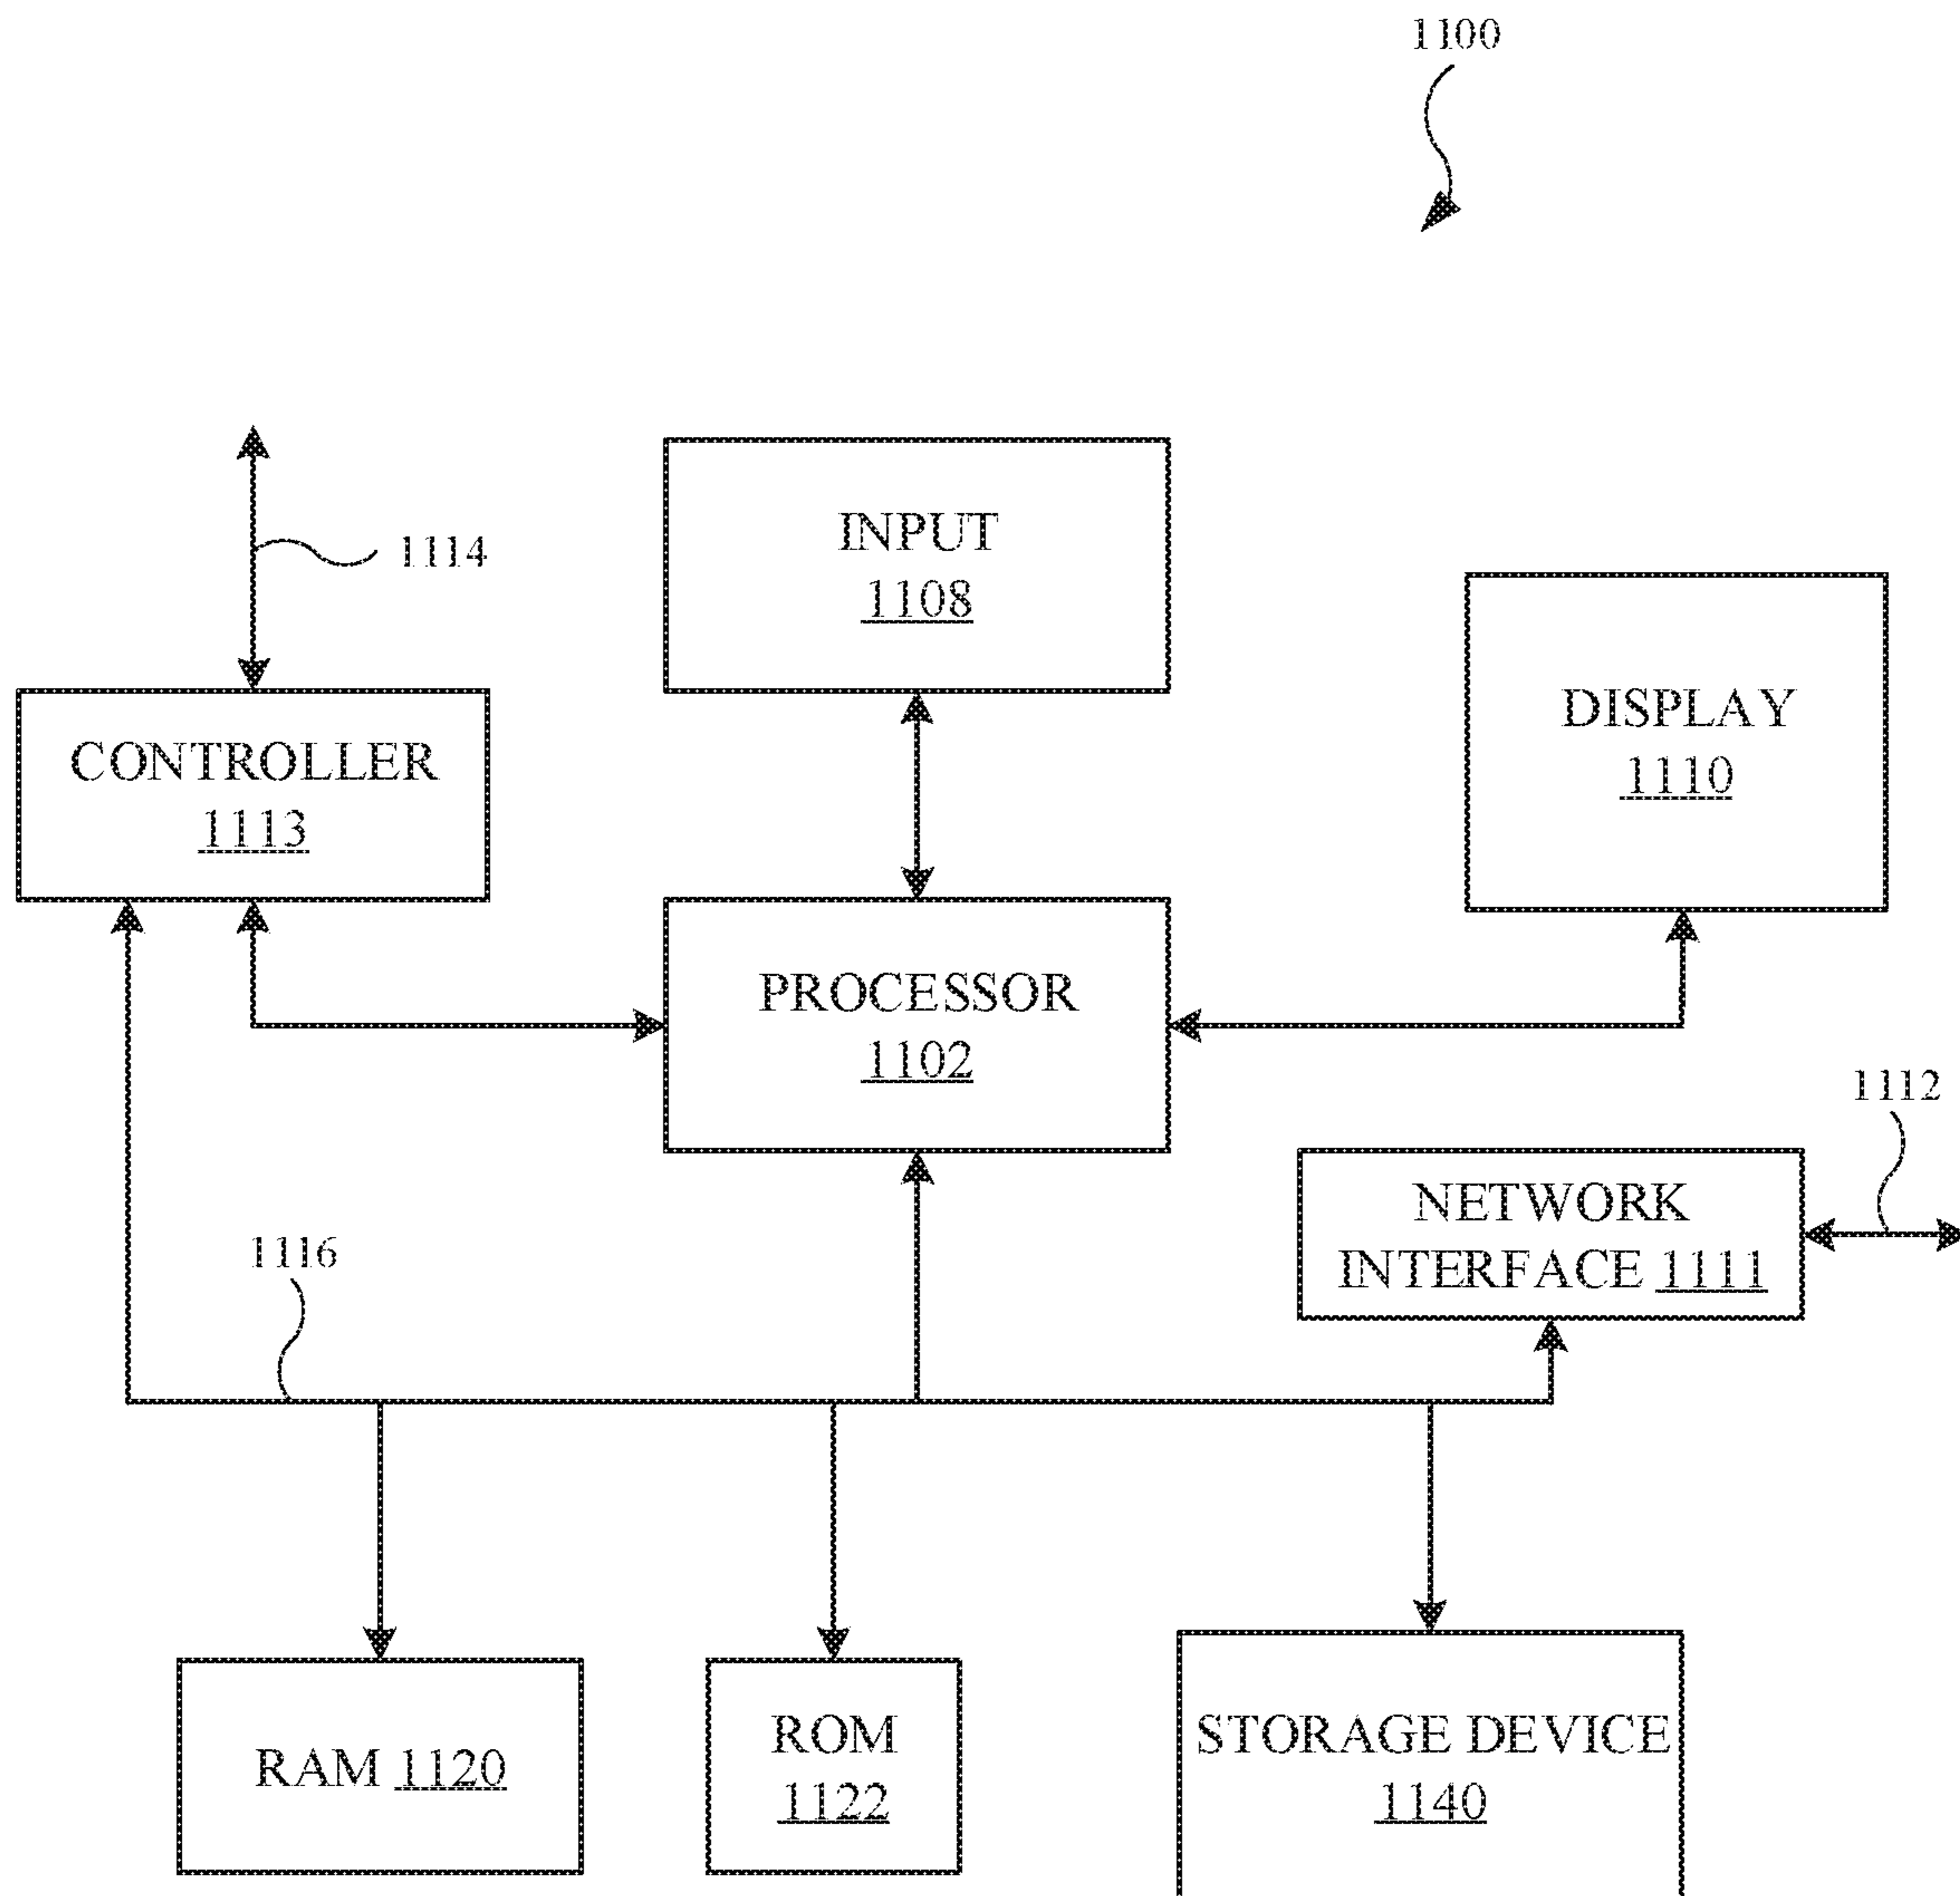 1100
1114
INPUT
1108
DISPLAY
1110
CONTROLLER
1113
PROCESSOR
1102
1112
NETWORK
INTERFACE 1111
1116
RAM 1120
ROM
1122
STORAGE DEVICE
1140